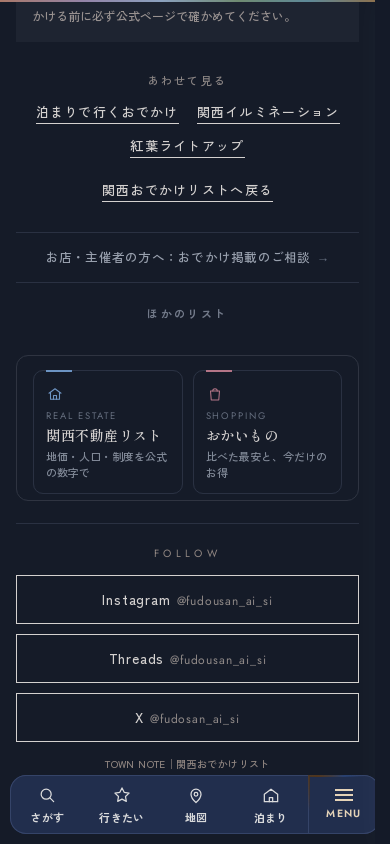 かける前に必ず公式ページで確かめてください。
あわせて見る
泊まりで行くおでかけ 関西イルミネーション
紅葉ライトアップ
関西おでかけリストへ戻る
お店・主催者の方へ：おでかけ掲載のご相談 →
ほかのリスト
REAL ESTATE
関西不動産リスト
地価・人口・制度を公式
の数字で
SHOPPING
おかいもの
比べた最安と、今だけの
お得
FOLLOW
Instagram @fudousan_ai_si
Threads @fudousan_ai_si
X @fudosan_ai_si
TOWN NOTE｜関西おでかけリスト
さがす 行きたい 地図 泊まり MENU